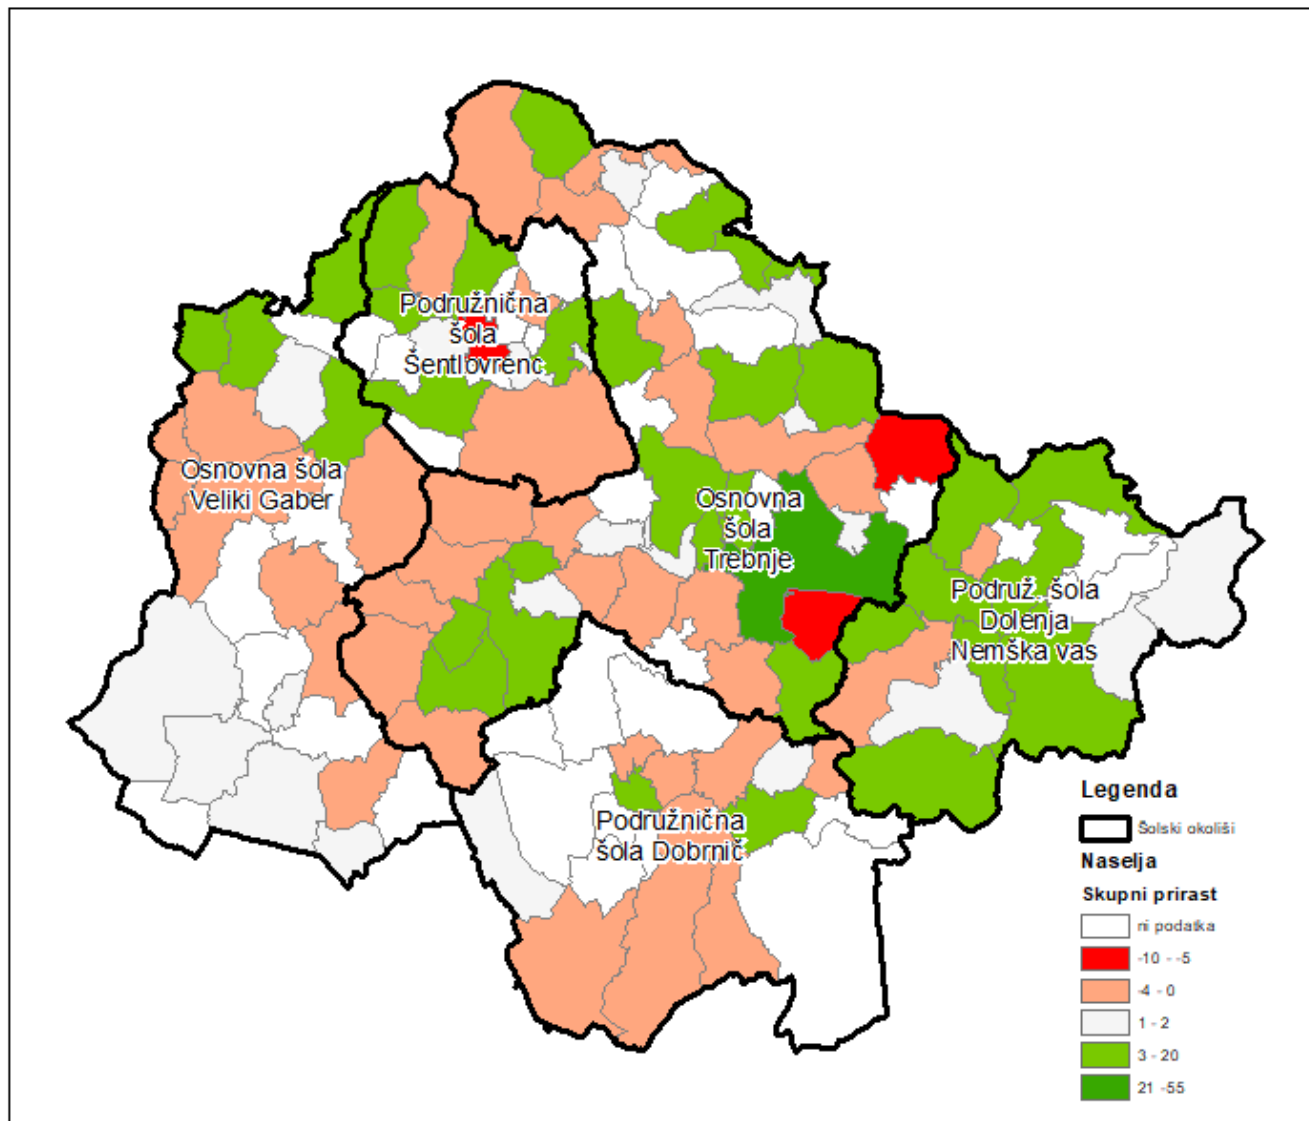 Podružnična
šola
Šentlovrenc
Osnovna šola
Veliki Gaber
Osnovna
šola
Trebnje
Podruž. šola
Dolenja
Nemška vas
Podružnična
šola Dobrnič
Legenda
Šolski okoliši
Naselja
Skupni prirast
ni podatka
-10 - -5
-4 - 0
1 - 2
3 - 20
21 -55